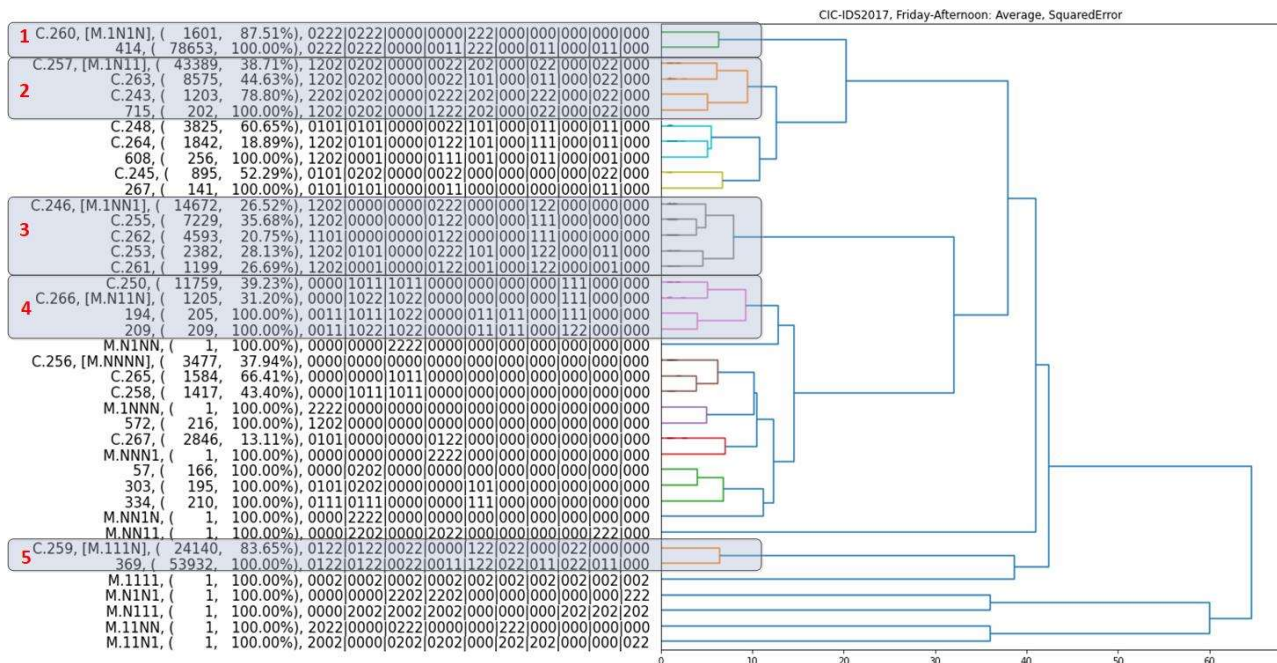 CIC-IDS2017, Friday-Afternoon: Average, SquaredError
1
C.260, [M.1N1N], ( 1601, 87.51%), 0222|0222|0000|0000|222|000|000|000|000|000
414, ( 78653, 100.00%), 0222|0222|0000|0011|222|000|011|000|011|000
2
C.257, [M.1N11], ( 43389, 38.71%), 1202|0202|0000|0022|202|000|022|000|022|000
C.263, ( 8575, 44.63%), 1202|0202|0000|0022|101|000|011|000|022|000
C.243, ( 1203, 78.80%), 2202|0202|0000|0222|202|000|222|000|022|000
715, ( 202, 100.00%), 1202|0202|0000|1222|202|000|022|000|022|000
C.248, ( 3825, 60.65%), 0101|0101|0000|0022|101|000|011|000|011|000
C.264, ( 1842, 18.89%), 1202|0101|0000|0122|101|000|111|000|011|000
608, ( 256, 100.00%), 1202|0001|0000|0111|001|000|011|000|001|000
C.245, ( 895, 52.29%), 0101|0202|0000|0022|000|000|000|000|022|000
267, ( 141, 100.00%), 0101|0101|0000|0011|000|000|000|000|011|000
3
C.246, [M.1NN1], ( 14672, 26.52%), 1202|0000|0000|0222|000|000|122|000|000|000
C.255, ( 7229, 35.68%), 1202|0000|0000|0122|000|000|111|000|000|000
C.262, ( 4593, 20.75%), 1101|0000|0000|0122|000|000|111|000|000|000
C.253, ( 2382, 28.13%), 1202|0101|0000|0222|101|000|122|000|011|000
C.261, ( 1199, 26.69%), 1202|0001|0000|0122|001|000|122|000|001|000
4
C.250, ( 11759, 39.23%), 0000|1011|1011|0000|000|000|000|111|000|000
C.266, [M.N11N], ( 1205, 31.20%), 0000|1022|1022|0000|000|000|000|111|000|000
194, ( 205, 100.00%), 0011|1011|1022|0000|011|011|000|111|000|000
209, ( 209, 100.00%), 0011|1022|1022|0000|011|011|000|122|000|000
M.N1NN, ( 1, 100.00%), 0000|0000|2222|0000|000|000|000|000|000|000
C.256, [M.NNNN], ( 3477, 37.94%), 0000|0000|0000|0000|000|000|000|000|000|000
C.265, ( 1584, 66.41%), 0000|0000|1011|0000|000|000|000|000|000|000
C.258, ( 1417, 43.40%), 0000|1011|1011|0000|000|000|000|000|000|000
M.1NNN, ( 1, 100.00%), 2222|0000|0000|0000|000|000|000|000|000|000
572, ( 216, 100.00%), 1202|0000|0000|0000|000|000|000|000|000|000
C.267, ( 2846, 13.11%), 0101|0000|0000|0122|000|000|000|000|000|000
M.NNN1, ( 1, 100.00%), 0000|0000|0000|2222|000|000|000|000|000|000
57, ( 166, 100.00%), 0000|0202|0000|0000|000|000|000|000|000|000
303, ( 195, 100.00%), 0101|0202|0000|0000|101|000|000|000|000|000
334, ( 210, 100.00%), 0111|0111|0000|0000|111|000|000|000|000|000
M.NN1N, ( 1, 100.00%), 0000|2222|0000|0000|000|000|000|000|000|000
M.NN11, ( 1, 100.00%), 0000|2202|0000|2022|000|000|000|000|222|000
5
C.259, [M.111N], ( 24140, 83.65%), 0122|0122|0022|0000|122|022|000|022|000|000
369, ( 53932, 100.00%), 0122|0122|0022|0011|122|022|011|022|011|000
M.1111, ( 1, 100.00%), 0002|0002|0002|0002|002|002|002|002|002|002
M.N1N1, ( 1, 100.00%), 0000|0000|2202|2202|000|000|000|000|000|222
M.N111, ( 1, 100.00%), 0000|2002|2002|2002|000|000|000|202|202|202
M.11NN, ( 1, 100.00%), 2022|0000|0222|0000|000|222|000|000|000|000
M.11N1, ( 1, 100.00%), 2002|0000|0202|0202|000|202|202|000|000|022
0 10 20 30 40 50 60